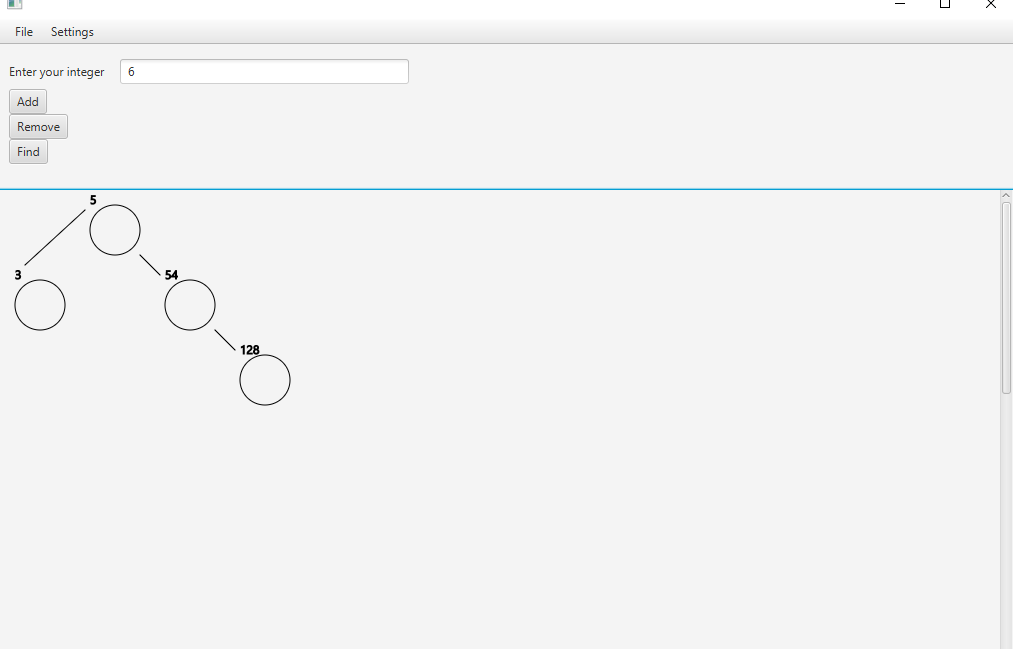 File Settings
Enter your integer 6
Add
Remove
Find
5
3 54
128